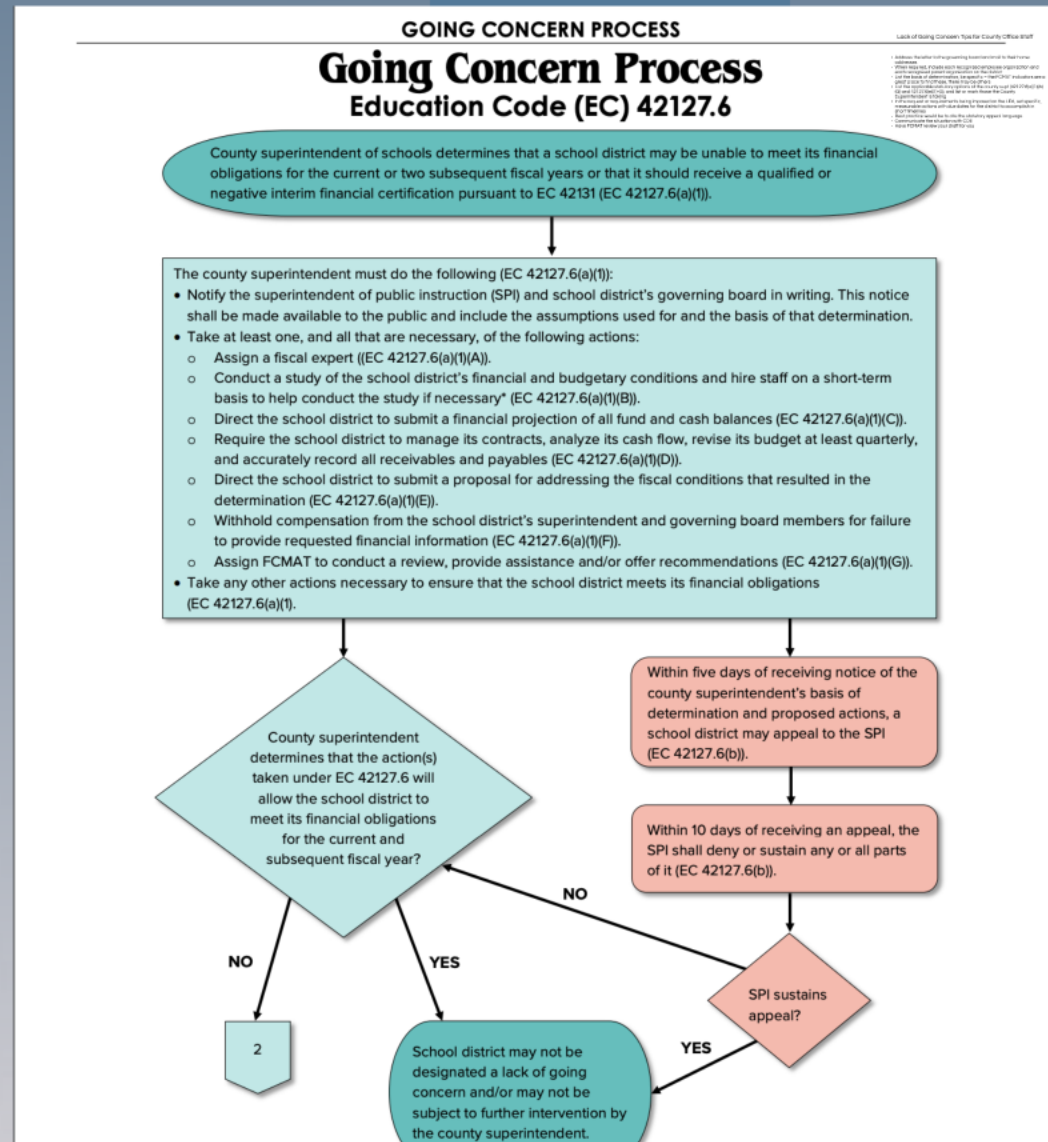 GOING CONCERN PROCESS
Lack of Going Concern Tips for County Office Staff
Going Concern Process
Education Code (EC) 42127.6
County superintendent of schools determines that a school district may be unable to meet its financial
obligations for the current or two subsequent fiscal years or that it should receive a qualified or
negative interim financial certification pursuant to EC 42131 (EC 42127.6(a)(1)).
The county superintendent must do the following (EC 42127.6(a)(1)):
• Notify the superintendent of public instruction (SPI) and school district's governing board in writing. This notice
shall be made available to the public and include the assumptions used for and the basis of that determination.
• Take at least one, and all that are necessary, of the following actions:
o Assign a fiscal expert ((EC 42127.6(a)(1)(A)).
o Conduct a study of the school district's financial and budgetary conditions and hire staff on a short-term
basis to help conduct the study if necessary* (EC 42127.6(a)(1)(B)).
o Direct the school district to submit a financial projection of all fund and cash balances (EC 42127.6(a)(1)(C)).
o Require the school district to manage its contracts, analyze its cash flow, revise its budget at least quarterly,
and accurately record all receivables and payables (EC 42127.6(a)(1)(D)).
o Direct the school district to submit a proposal for addressing the fiscal conditions that resulted in the
determination (EC 42127.6(a)(1)(E)).
o Withhold compensation from the school district's superintendent and governing board members for failure
to provide requested financial information (EC 42127.6(a)(1)(F)).
o Assign FCMAT to conduct a review, provide assistance and/or offer recommendations (EC 42127.6(a)(1)(G)).
• Take any other actions necessary to ensure that the school district meets its financial obligations
(EC 42127.6(a)(1).
County superintendent
determines that the action(s)
taken under EC 42127.6 will
allow the school district to
meet its financial obligations
for the current and
subsequent fiscal year?
Within five days of receiving notice of the
county superintendent's basis of
determination and proposed actions, a
school district may appeal to the SPI
(EC 42127.6(b)).
Within 10 days of receiving an appeal, the
SPI shall deny or sustain any or all parts
of it (EC 42127.6(b)).
NO
NO
YES
SPI sustains
appeal?
YES
2
School district may not be
designated a lack of going
concern and/or may not be
subject to further intervention by
the county superintendent.